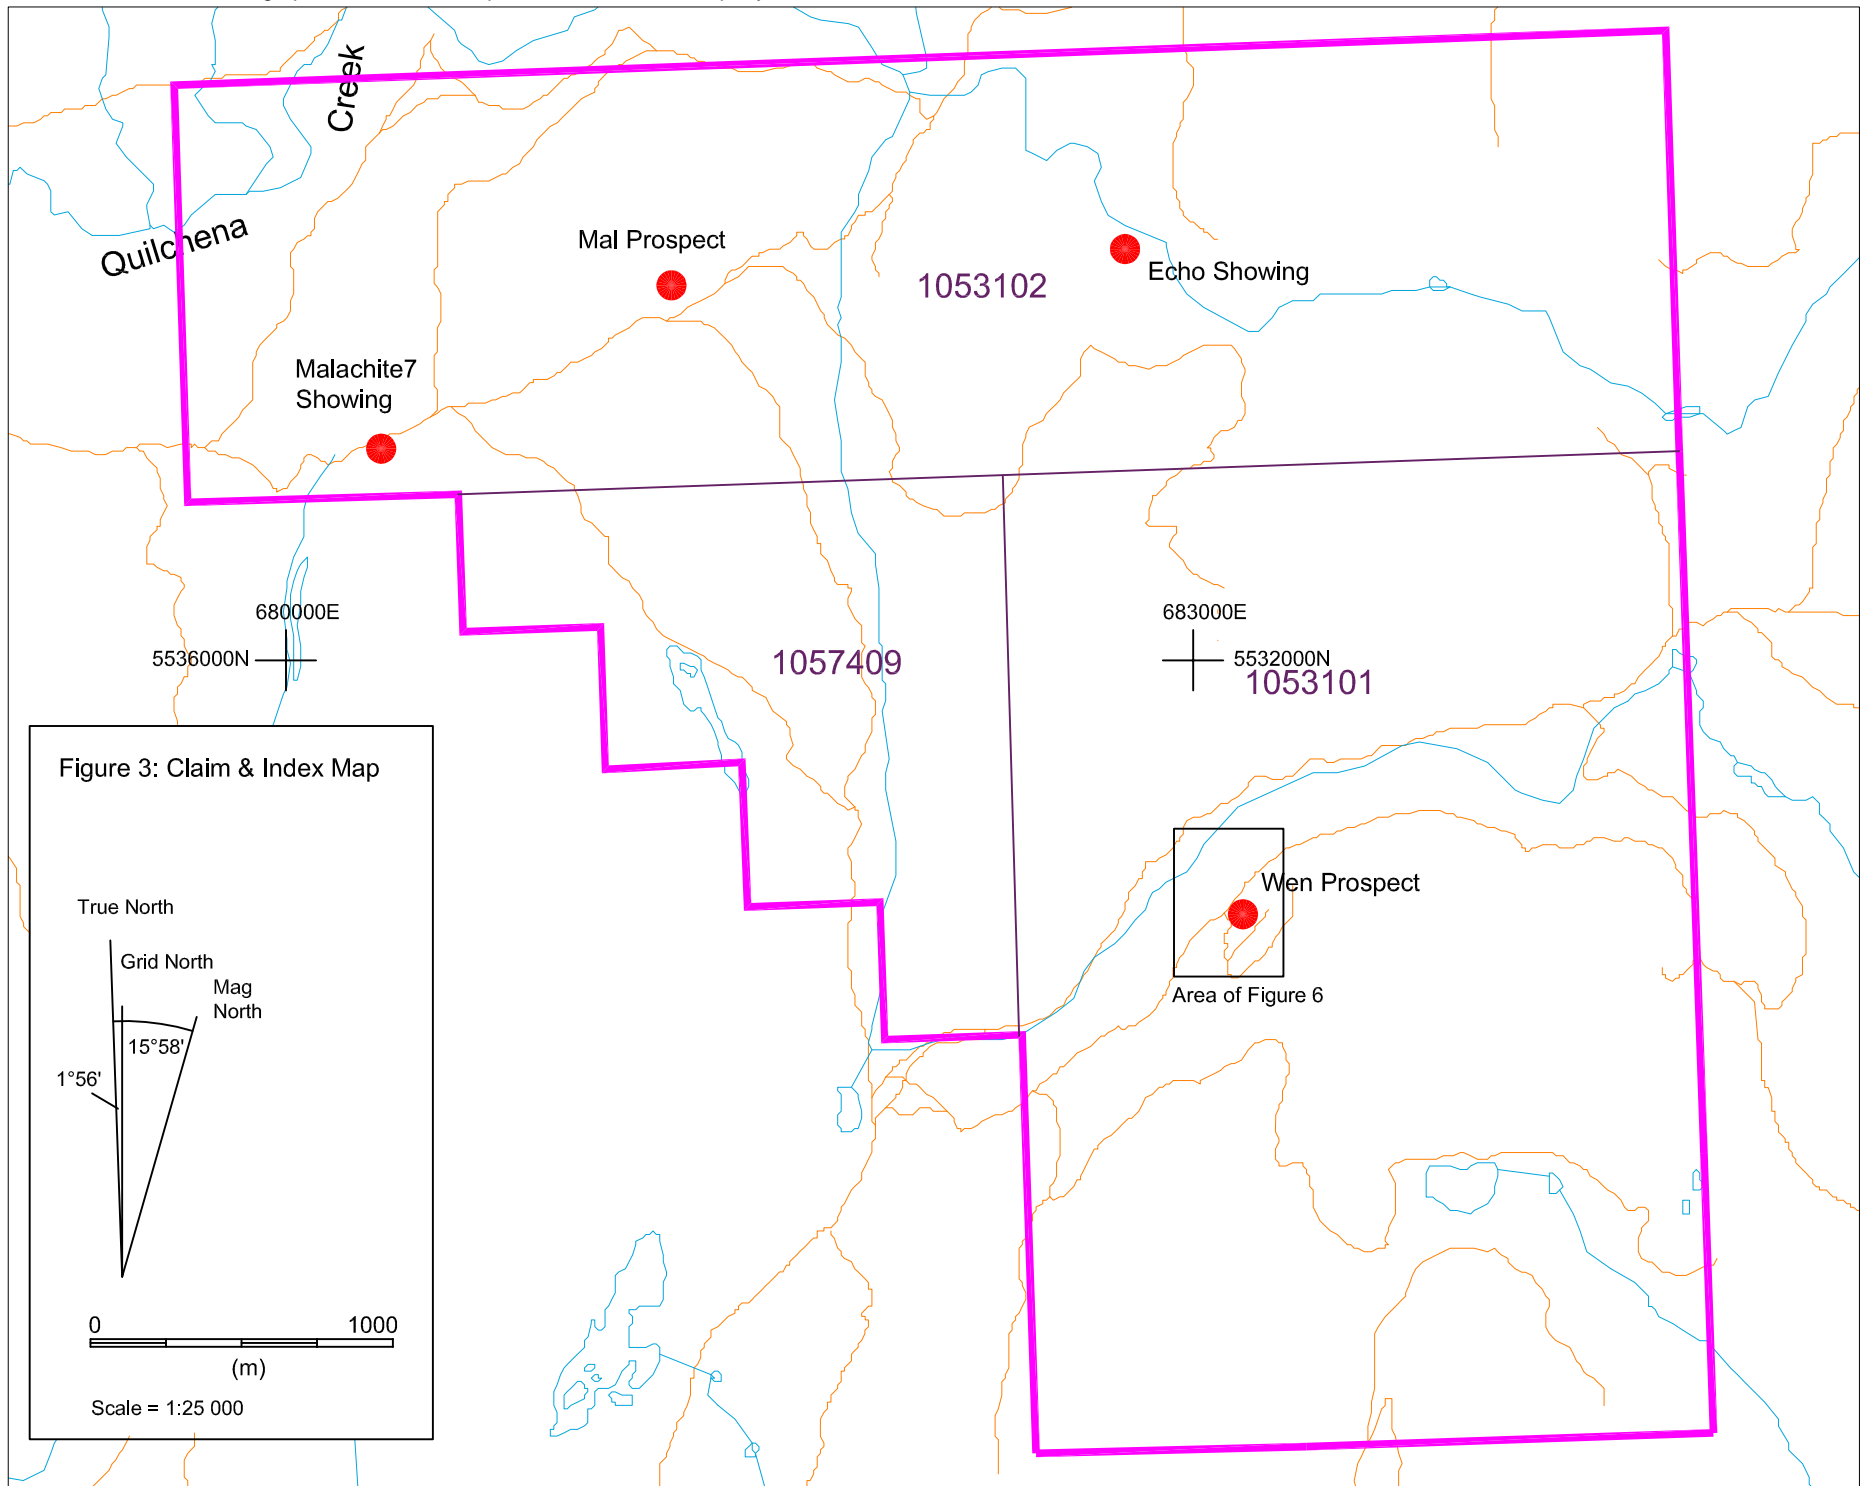 Creek
Quilchena
Mal Prospect
1053102
Echo Showing
Malachite7
Showing
680000E
5536000N
683000E
5532000N
1057409
1053101
Wen Prospect
Area of Figure 6
Figure 3: Claim & Index Map
True North
Grid North
Mag
North
15°58'
1°56'
0 1000
(m)
Scale = 1:25 000